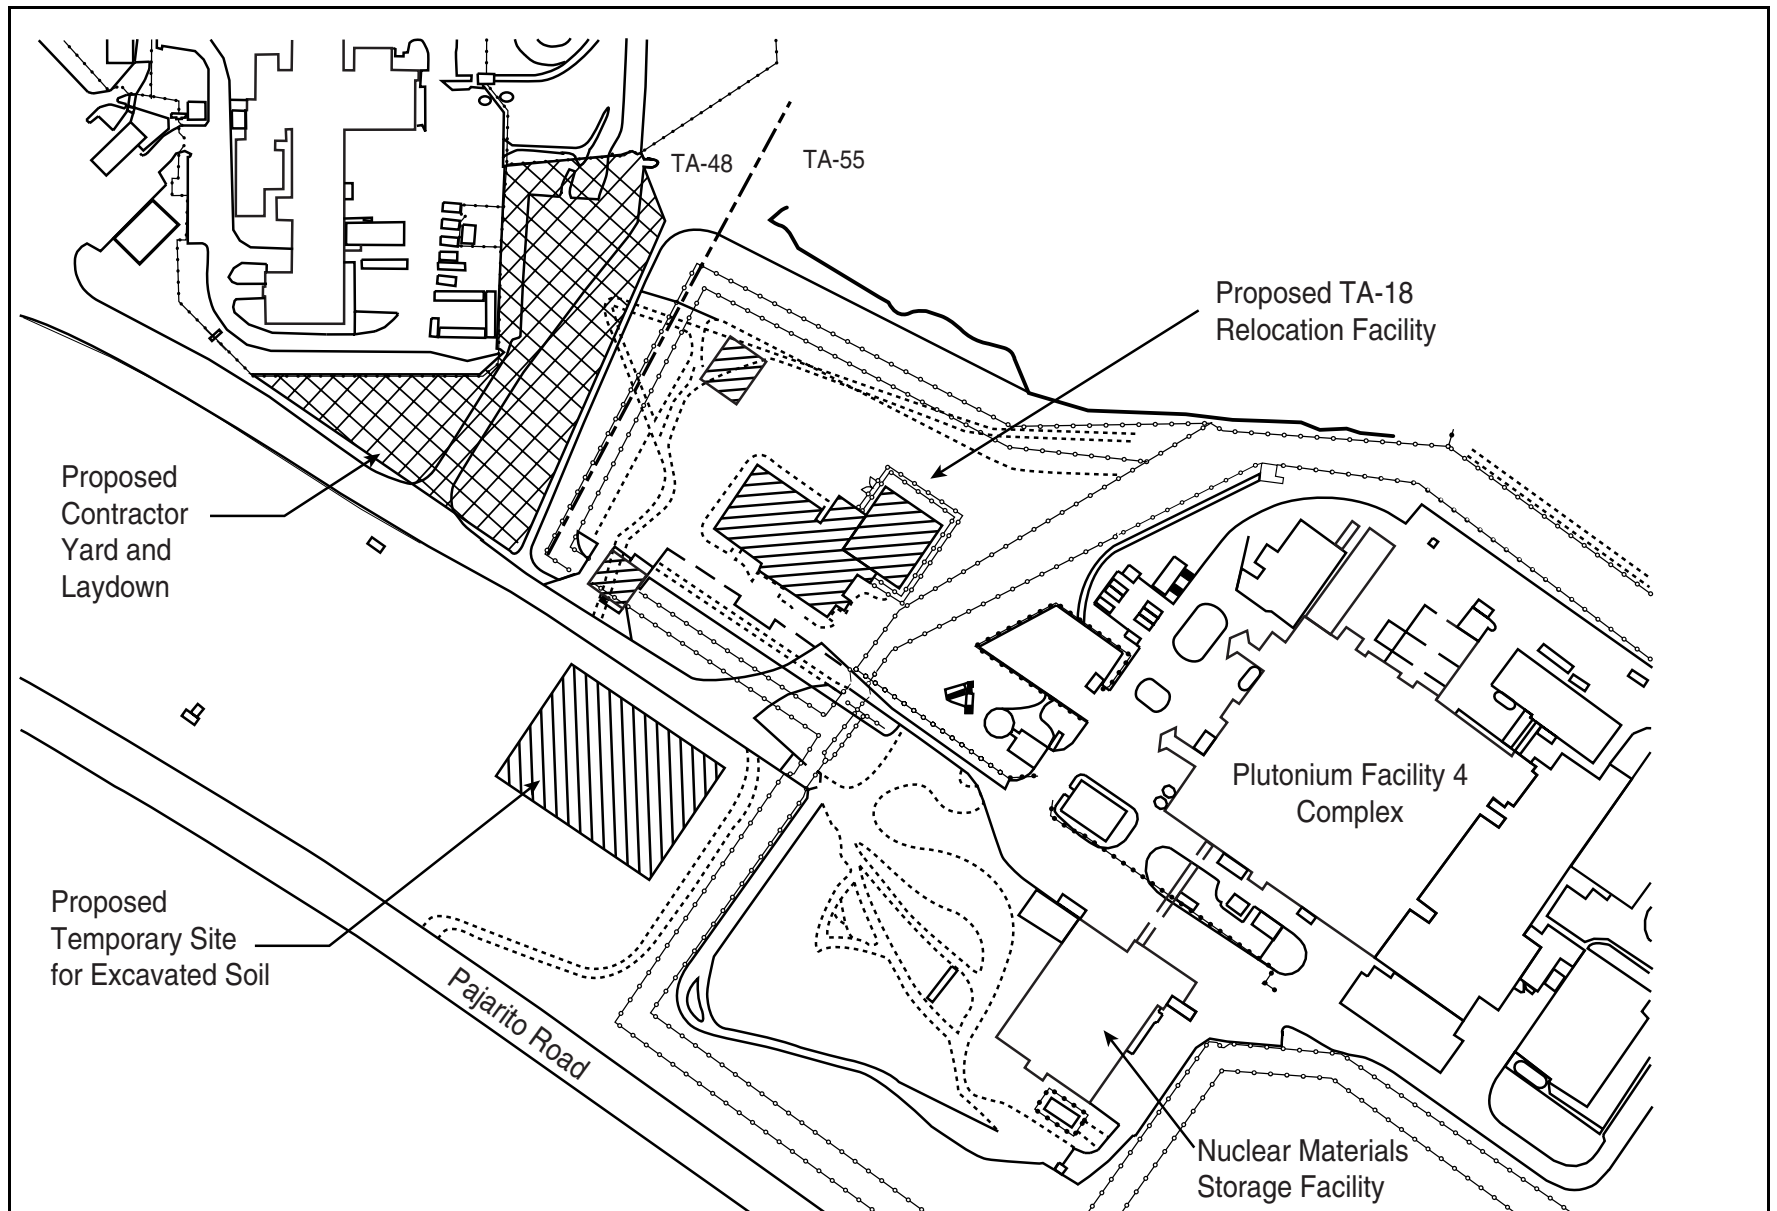 TA-48
TA-55
Proposed TA-18
Relocation Facility
Proposed
Contractor
Yard and
Laydown
Plutonium Facility 4
Complex
Proposed
Temporary Site
for Excavated Soil
Pajarito Road
Nuclear Materials
Storage Facility